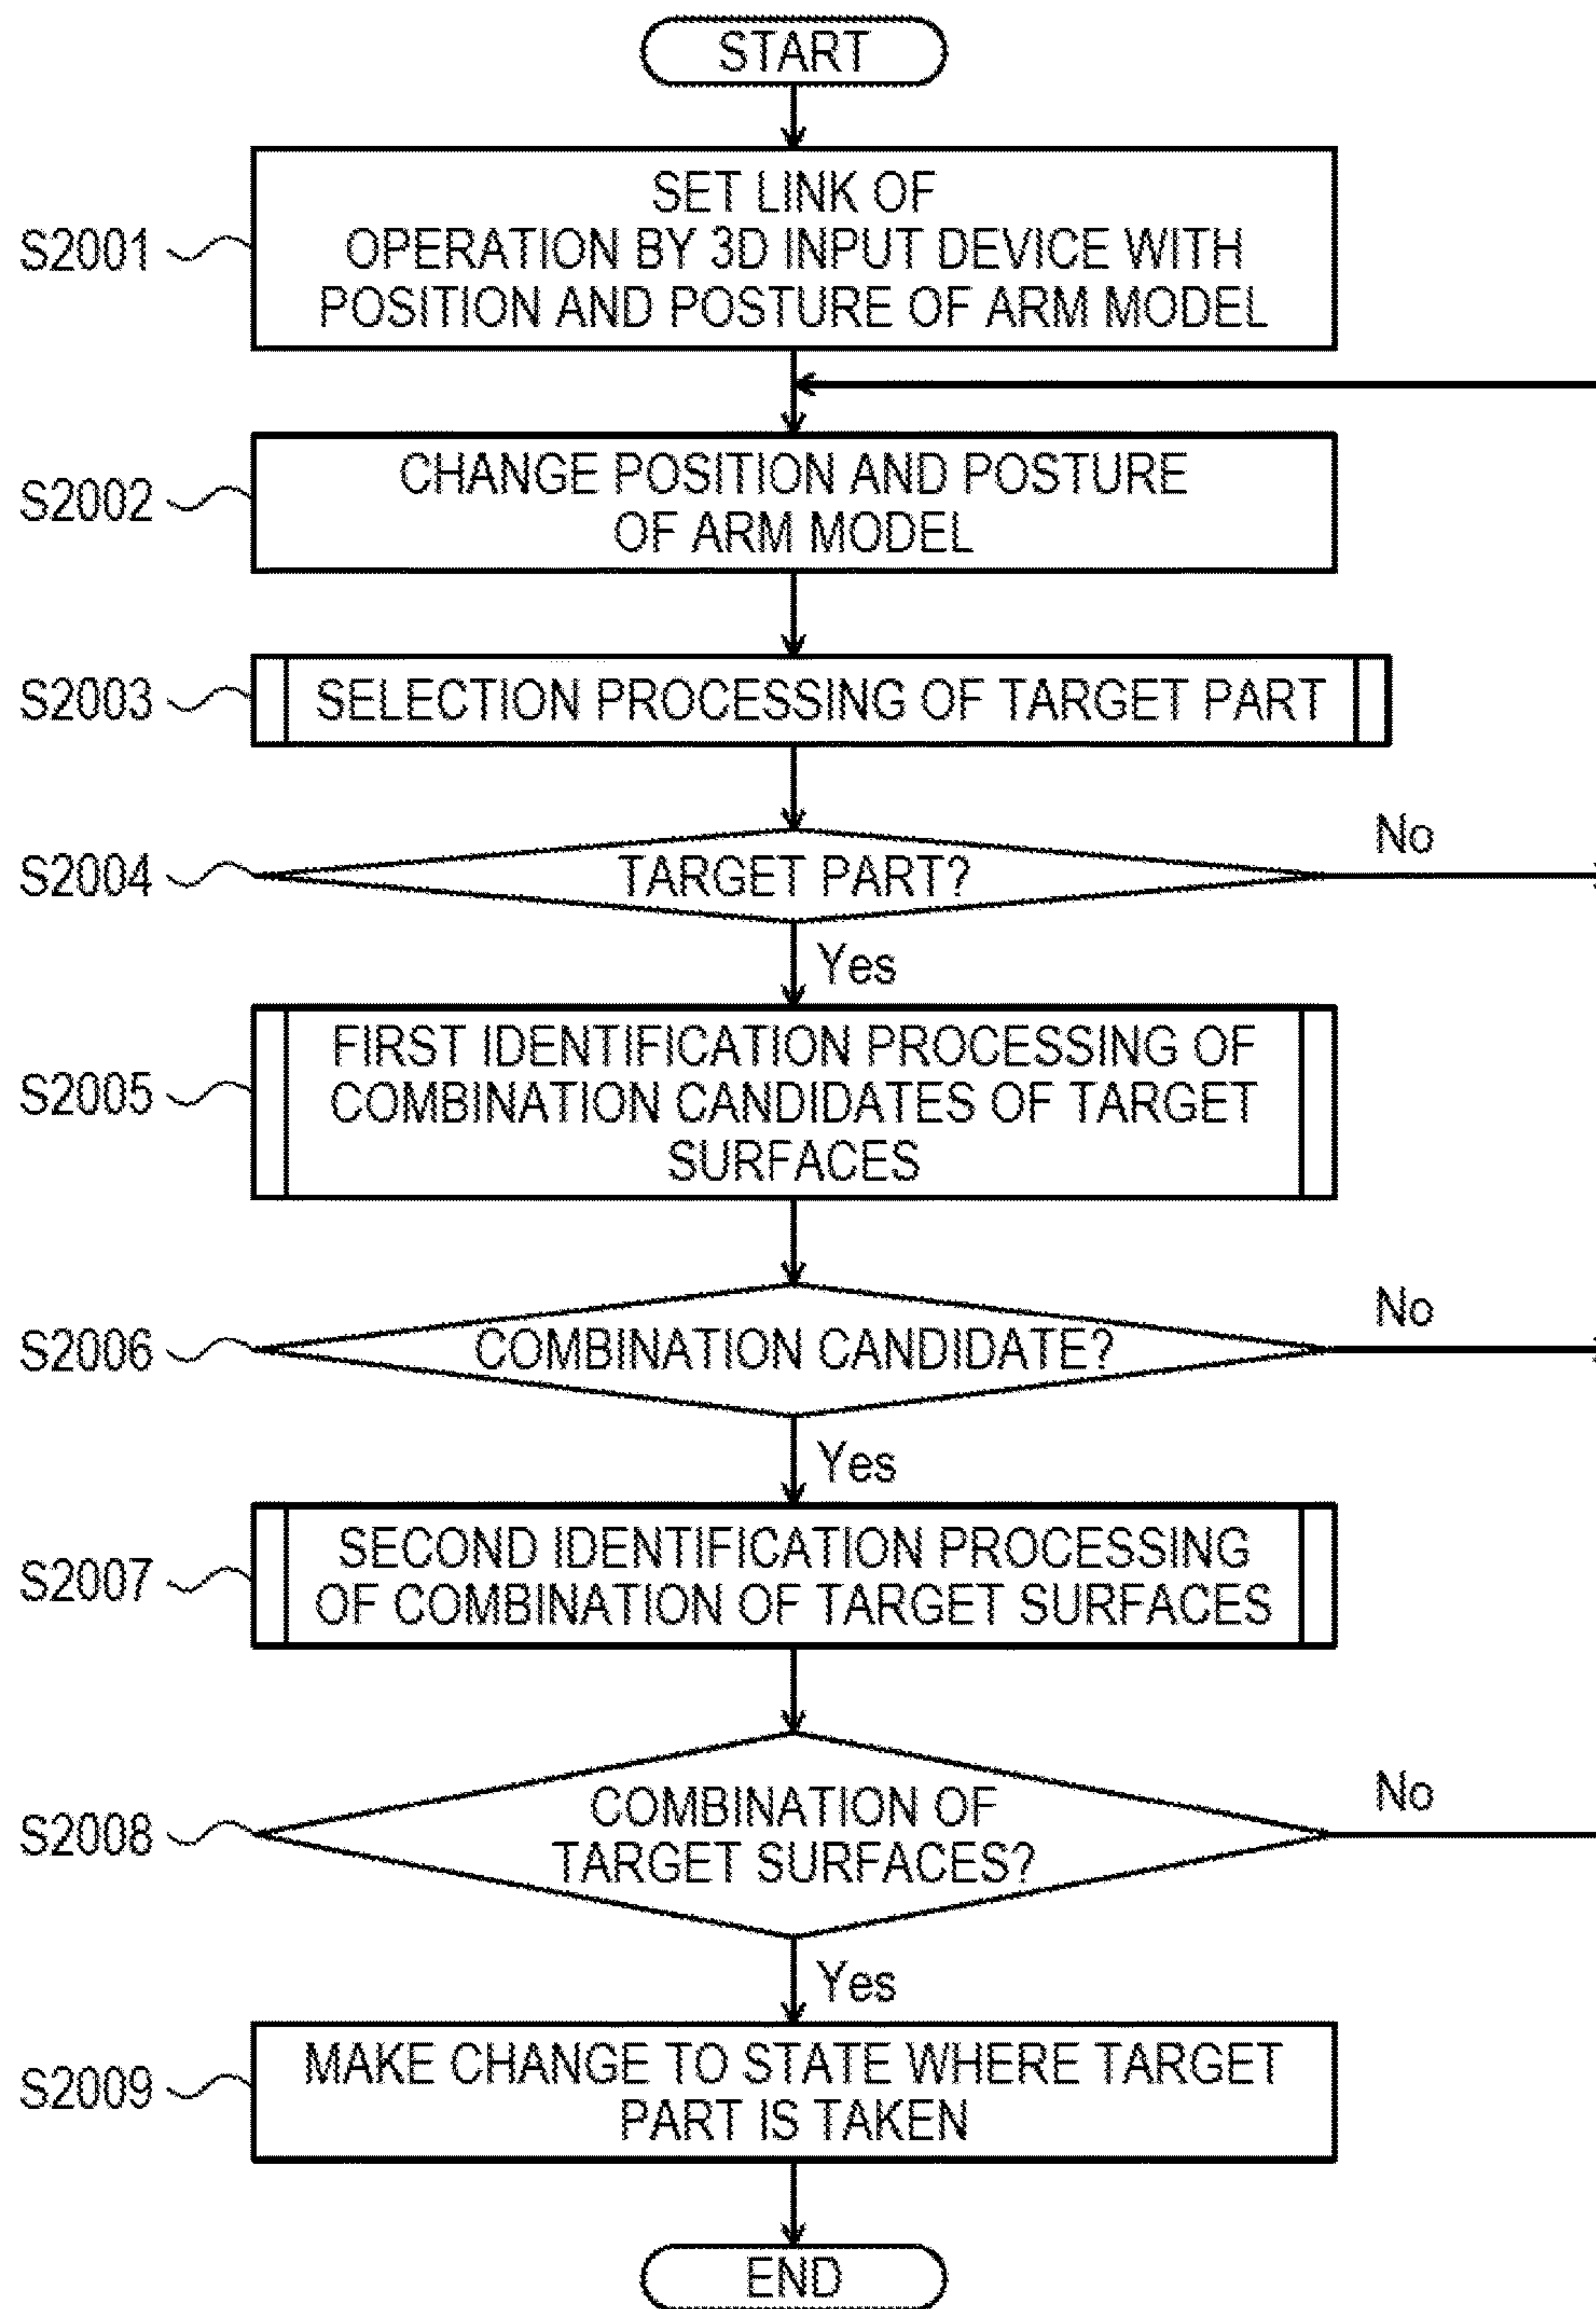 START
S2001
SET LINK OF
OPERATION BY 3D INPUT DEVICE WITH
POSITION AND POSTURE OF ARM MODEL
S2002
CHANGE POSITION AND POSTURE
OF ARM MODEL
S2003
SELECTION PROCESSING OF TARGET PART
S2004
TARGET PART?
No
Yes
S2005
FIRST IDENTIFICATION PROCESSING OF
COMBINATION CANDIDATES OF TARGET
SURFACES
S2006
COMBINATION CANDIDATE?
No
Yes
S2007
SECOND IDENTIFICATION PROCESSING
OF COMBINATION OF TARGET SURFACES
S2008
COMBINATION OF
TARGET SURFACES?
No
Yes
S2009
MAKE CHANGE TO STATE WHERE TARGET
PART IS TAKEN
END